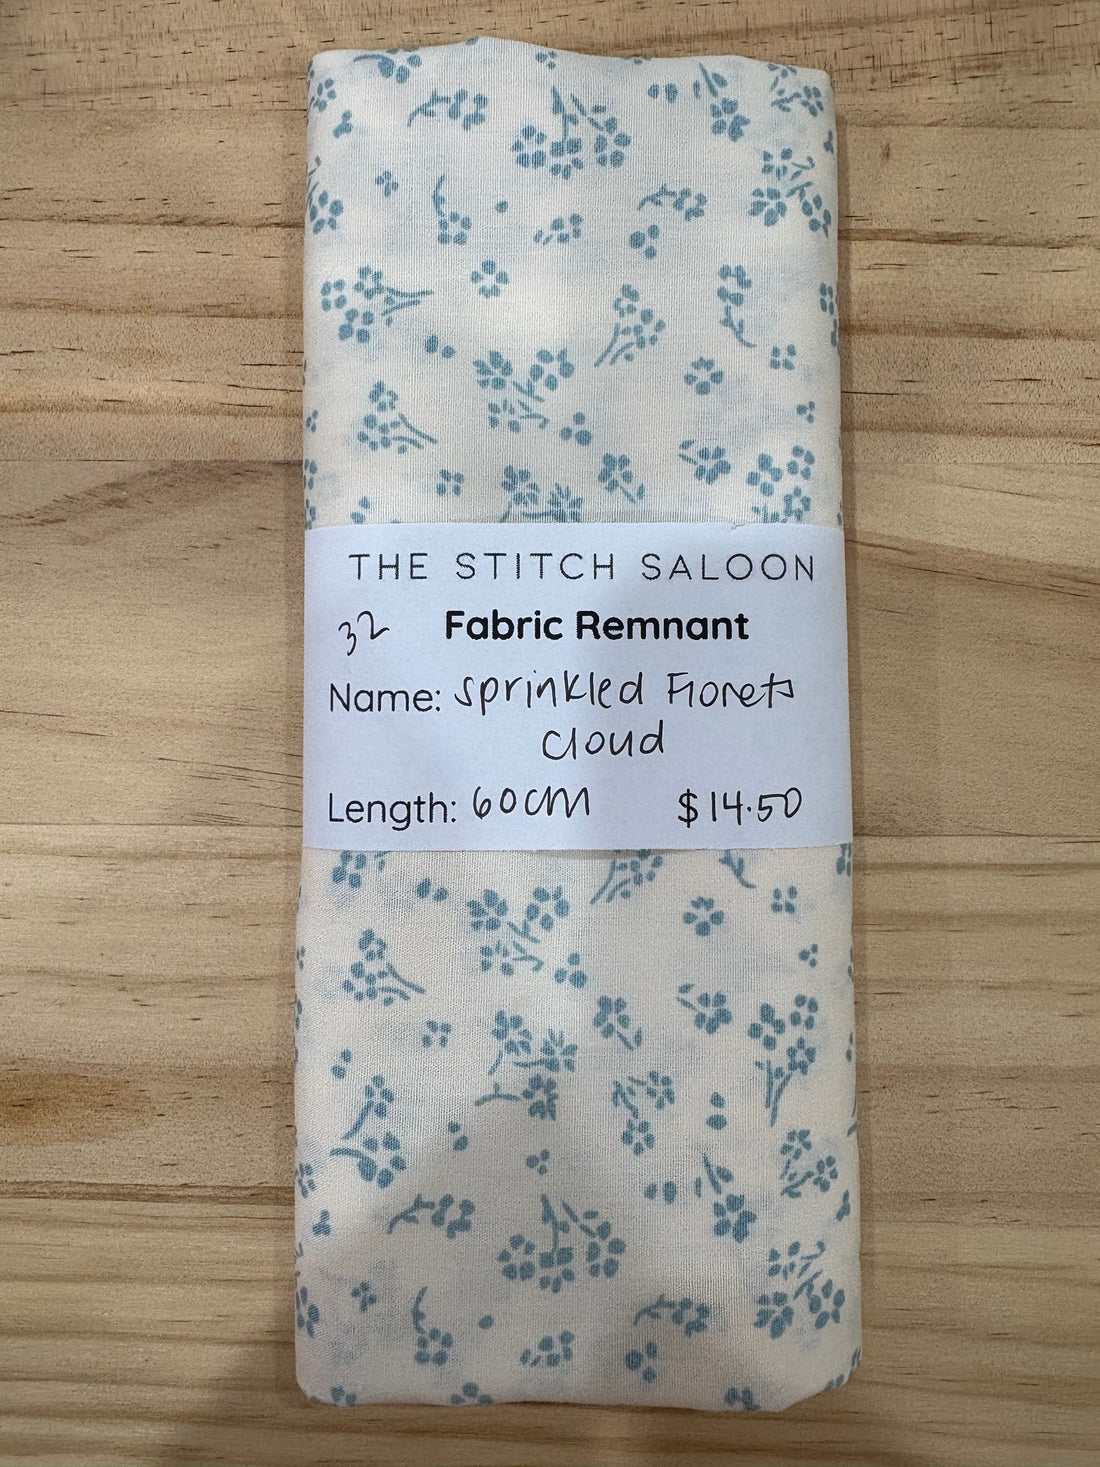 THE STITCH SALOON
32 Fabric Remnant
Name: Sprinkled Florets
Cloud
Length: 60cm $14.50